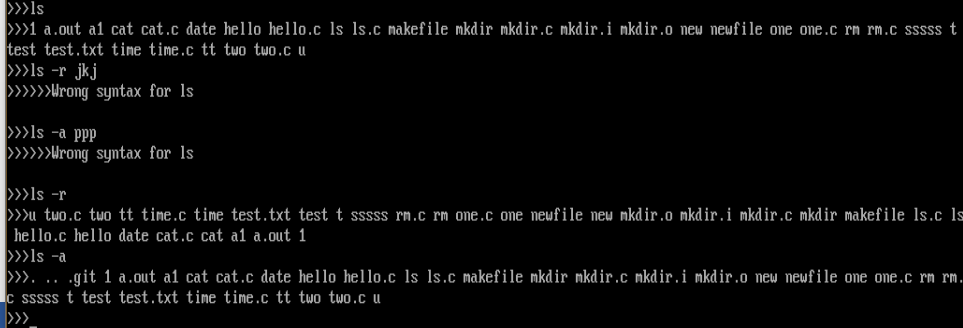 >>>ls
>>>1 a.out a1 cat cat.c date hello hello.c ls ls.c makefile mkdir mkdir.c mkdir.i mkdir.o new newfile one one.c rm rm.c sssss t
test test.txt time time.c tt two two.c u
>>>ls -r jkj
>>>>>>Wrong syntax for ls
>>>ls -a ppp
>>>>>>Wrong syntax for ls
>>>ls -r
>>>u two.c two tt time.c time test.txt test t sssss rm.c rm one.c one newfile new mkdir.o mkdir.i mkdir.c mkdir makefile ls.c ls
hello.c hello date cat.c cat a1 a.out 1
>>>ls -a
>>>. .. .git 1 a.out a1 cat cat.c date hello hello.c ls ls.c makefile mkdir mkdir.c mkdir.i mkdir.o new newfile one one.c rm rm.
c sssss t test test.txt time time.c tt two two.c u
>>>_